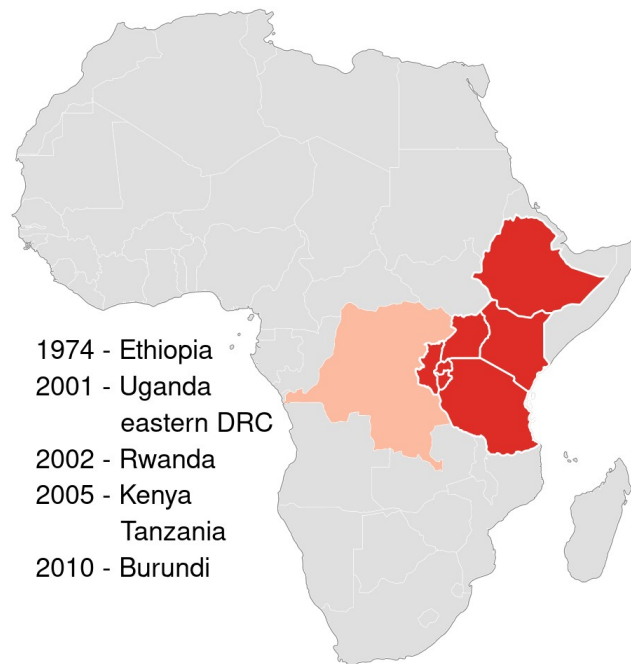 1974 - Ethiopia
2001 - Uganda
eastern DRC
2002 - Rwanda
2005 - Kenya
Tanzania
2010 - Burundi